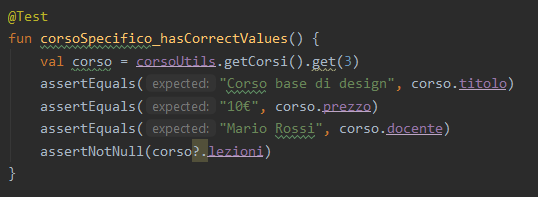 @Test
fun corsoSpecifico_hasCorrectValues() {
val corso = corsoUtils.getCorsi().get(3)
assertEquals( expected: "Corso base di design", corso.titolo)
assertEquals( expected: "10€", corso.prezzo)
assertEquals( expected: "Mario Rossi", corso.docente)
assertNotNull(corso?.lezioni)
}